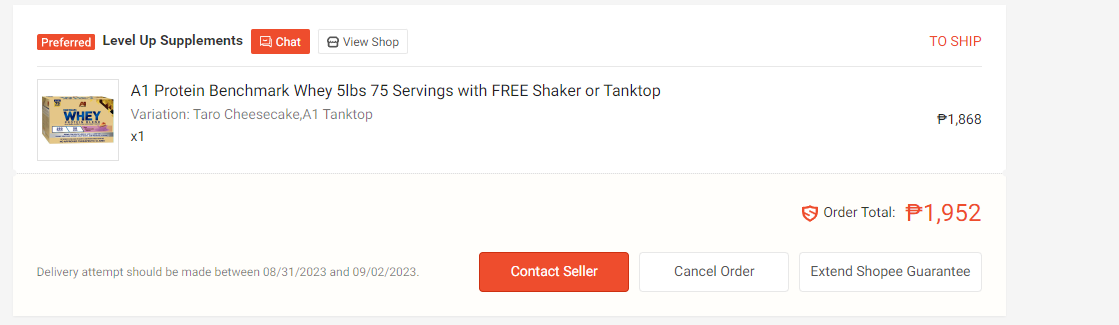 Preferred Level Up Supplements Chat View Shop TO SHIP
A1 Protein Benchmark Whey 5lbs 75 Servings with FREE Shaker or Tanktop
Variation: Taro Cheesecake,A1 Tanktop
₱1,868
x1
WHEY
PROTEIN BLEND
Order Total: ₱1,952
Delivery attempt should be made between 08/31/2023 and 09/02/2023. Contact Seller Cancel Order Extend Shopee Guarantee